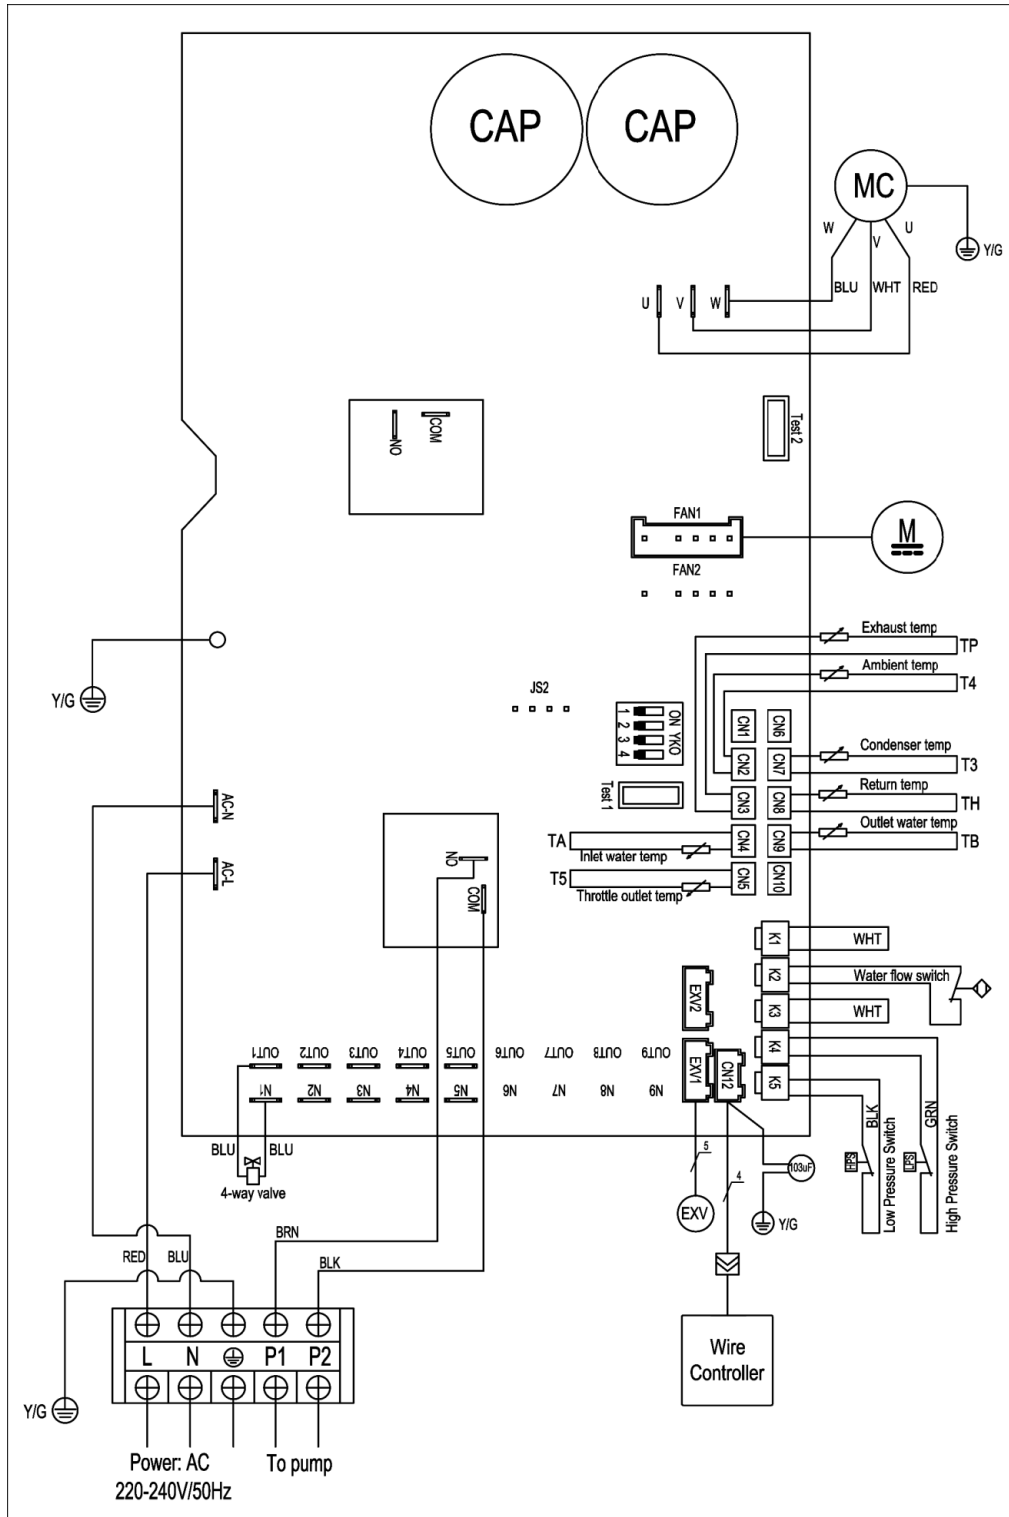 CAP
CAP
MC
W
V
U
Y/G
BLU
WHT
RED
U
V
W
NO
COM
Test 2
FAN1
M
FAN2
Exhaust temp
TP
Ambient temp
T4
Y/G
JS2
1
2
3
4
ON YKO
CN1
CN6
CN2
CN7
Condenser temp
T3
Test 1
CN3
CN8
Return temp
TH
AC-N
TA
Inlet water temp
CN4
CN9
Outlet water temp
TB
AC-L
NO
COM
T5
Throttle outlet temp
CN5
CN10
K1
WHT
K2
Water flow switch
EXV2
K3
WHT
OUT1
OUT2
OUT3
OUT4
OUT5
OUT6
OUT7
OUT8
OUT9
EXV1
CN12
K4
K5
N1
N2
N3
N4
N5
N6
N7
N8
N9
BLK
GRN
BLU
BLU
4-way valve
5
4
103uF
HPS
Low Pressure Switch
LPS
High Pressure Switch
EXV
Y/G
BRN
RED
BLU
BLK
L
N
P1
P2
Wire
Controller
Y/G
Power: AC
220-240V/50Hz
To pump